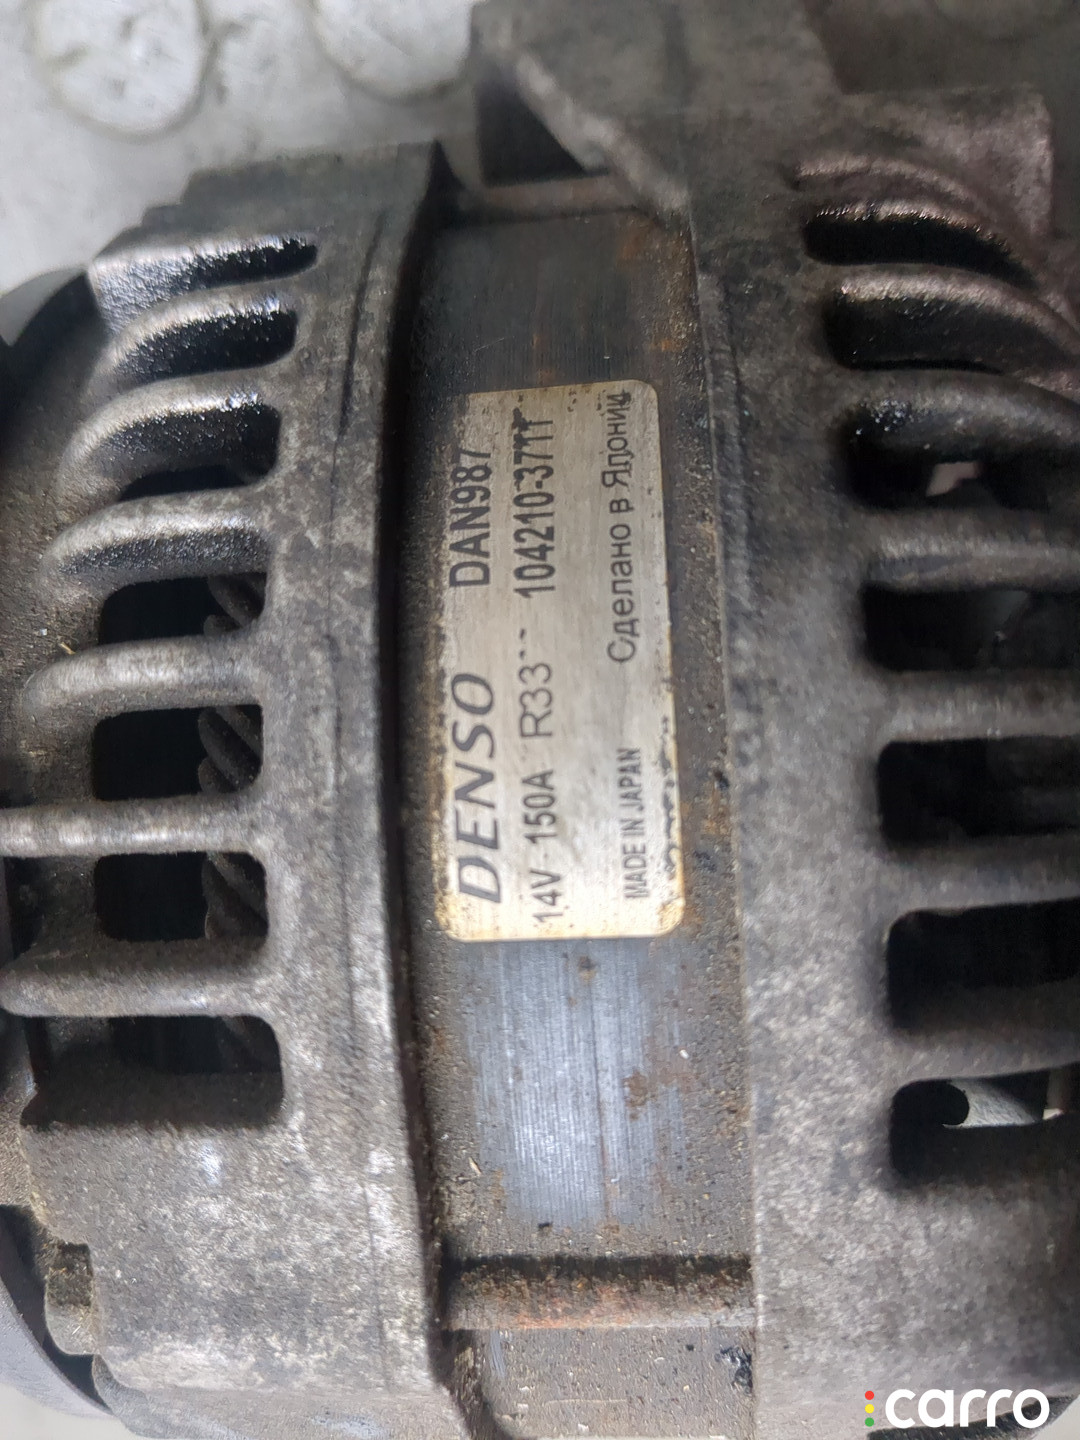 DENSO DAN987
14V 150A R33-- 104210-3711
MADE IN JAPAN Сделано в Японии
carro